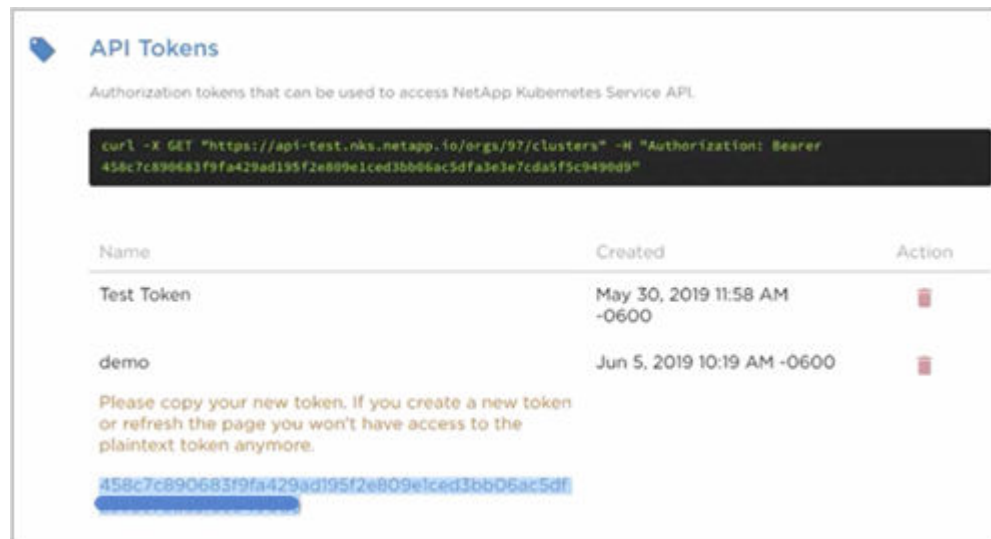 API Tokens
Authorization tokens that can be used to access NetApp Kubernetes Service API.
curl -X GET "https://api-test.nks.netapp.io/orgs/97/clusters" -H "Authorization: Bearer
458c7c890683f9fa429ad195f2e809e1ced3bb06ac5dfa3e3e7cda5f5c9490d9"
Name Created Action
Test Token May 30, 2019 11:58 AM
-0600
demo Jun 5, 2019 10:19 AM -0600
Please copy your new token. If you create a new token
or refresh the page you won't have access to the
plaintext token anymore.
458c7c890683f9fa429ad195f2e809e1ced3bb06ac5df